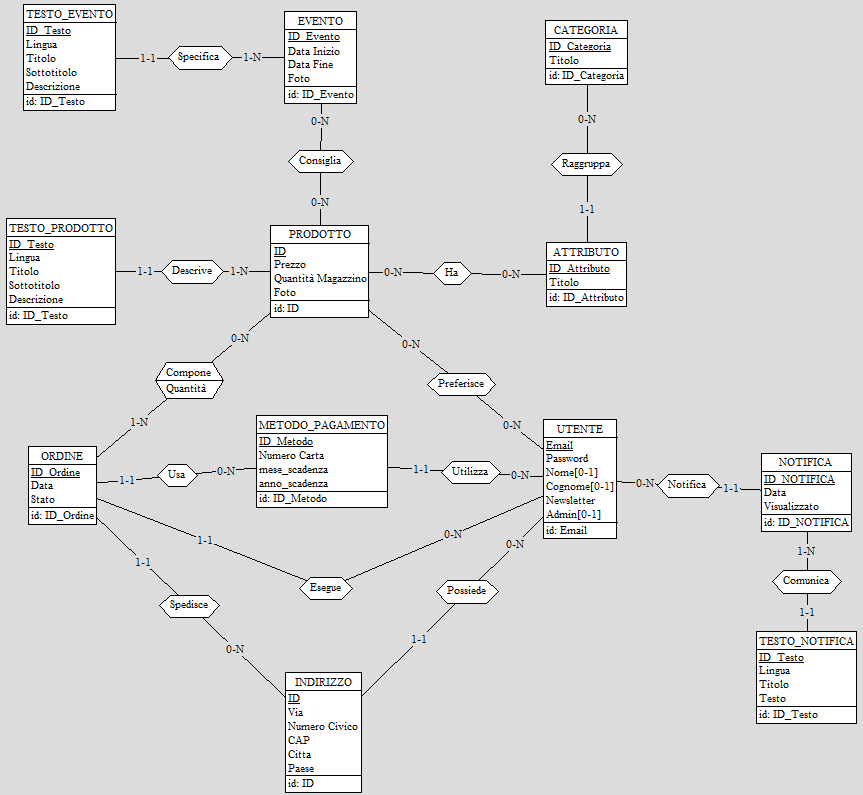 TESTO_EVENTO
ID_Testo
Lingua
Titolo
Sottotitolo
Descrizione
id: ID_Testo
1-1
Specifica
1-N
EVENTO
ID_Evento
Data Inizio
Data Fine
Foto
id: ID_Evento
CATEGORIA
ID_Categoria
Titolo
id: ID_Categoria
0-N
Consiglia
0-N
0-N
Raggruppa
1-1
TESTO_PRODOTTO
ID_Testo
Lingua
Titolo
Sottotitolo
Descrizione
id: ID_Testo
1-1
Descrive
1-N
PRODOTTO
ID
Prezzo
Quantità Magazzino
Foto
id: ID
0-N
Ha
0-N
ATTRIBUTO
ID_Attributo
Titolo
id: ID_Attributo
0-N
Compone
Quantità
1-N
0-N
Preferisce
0-N
ORDINE
ID_Ordine
Data
Stato
id: ID_Ordine
1-1
Usa
0-N
METODO_PAGAMENTO
ID_Metodo
Numero Carta
mese_scadenza
anno_scadenza
id: ID_Metodo
1-1
Utilizza
0-N
UTENTE
Email
Password
Nome[0-1]
Cognome[0-1]
Newsletter
Admin[0-1]
id: Email
0-N
Notifica
1-1
NOTIFICA
ID_NOTIFICA
Data
Visualizzato
id: ID_NOTIFICA
1-1
Esegue
0-N
1-1
Spedisce
0-N
0-N
Possiede
1-1
1-N
Comunica
1-1
INDIRIZZO
ID
Via
Numero Civico
CAP
Citta
Paese
id: ID
TESTO_NOTIFICA
ID_Testo
Lingua
Titolo
Testo
id: ID_Testo